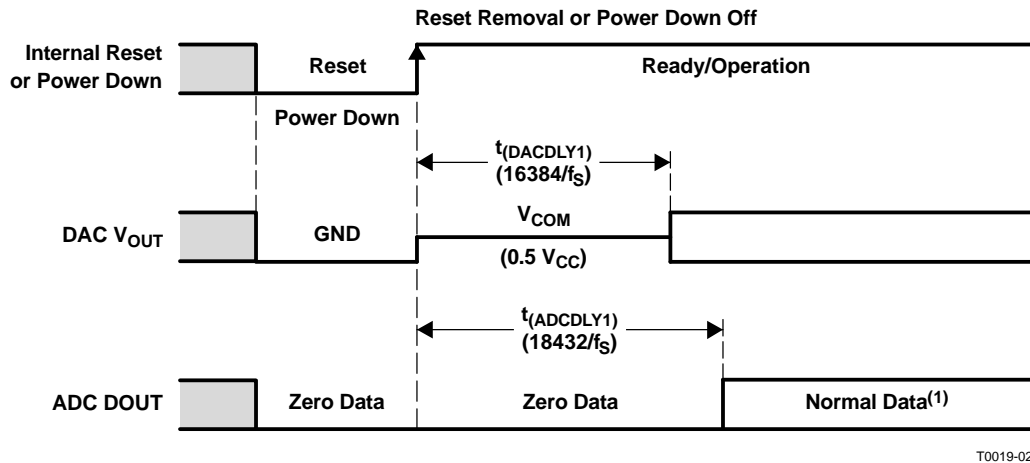 Reset Removal or Power Down Off
Internal Reset
or Power Down
Reset
Ready/Operation
Power Down
t(DACDLY1)
(16384/fS)
VCOM
DAC VOUT
GND
(0.5 VCC)
t(ADCDLY1)
(18432/fS)
ADC DOUT
Zero Data
Zero Data
Normal Data(1)
T0019-02